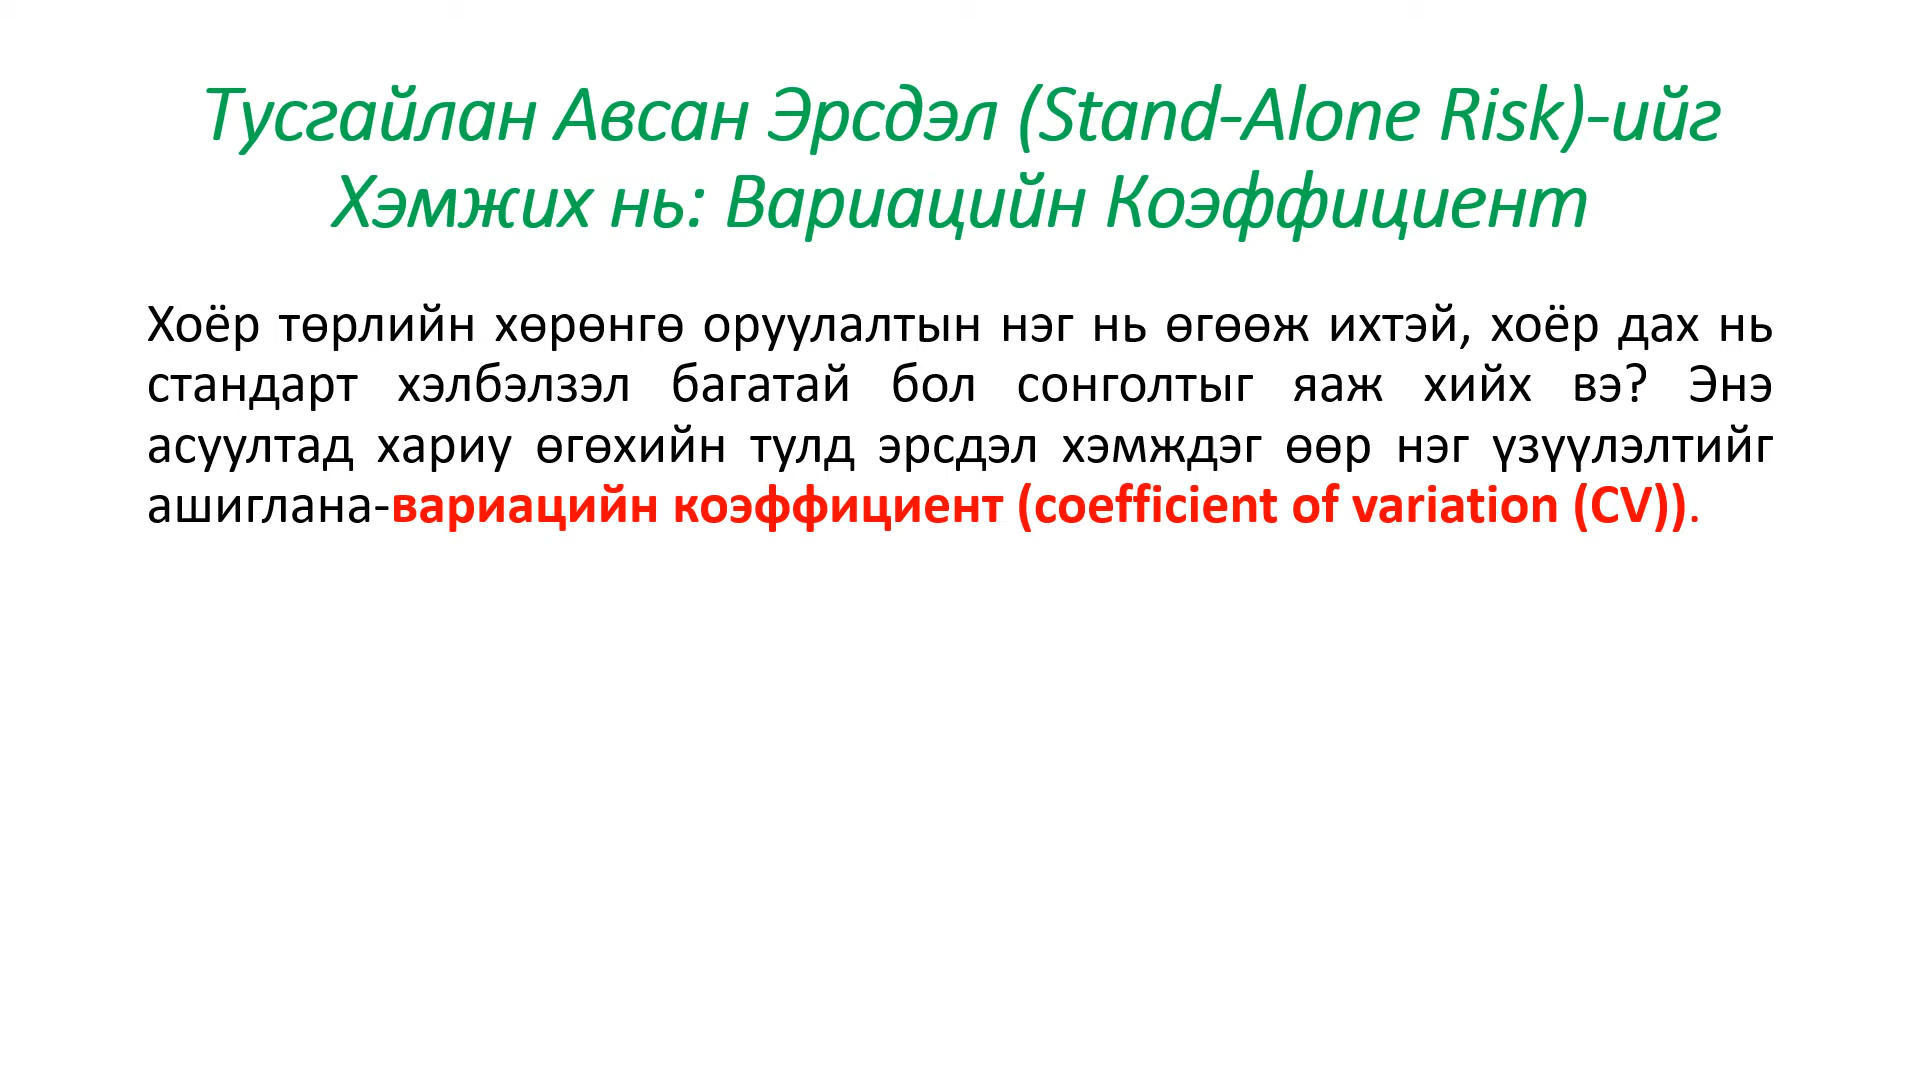 Тусгайлан Авсан Эрсдэл (Stand-Alone Risk)-ийг
Хэмжих нь: Вариацийн Коэффициент
Хоёр төрлийн хөрөнгө оруулалтын нэг нь өгөөж ихтэй, хоёр дах нь
стандарт хэлбэлзэл багатай бол сонголтыг яаж хийх вэ? Энэ
асуултад хариу өгөхийн тулд эрсдэл хэмждэг өөр нэг үзүүлэлтийг
ашиглана-вариацийн коэффициент (coefficient of variation (CV)).